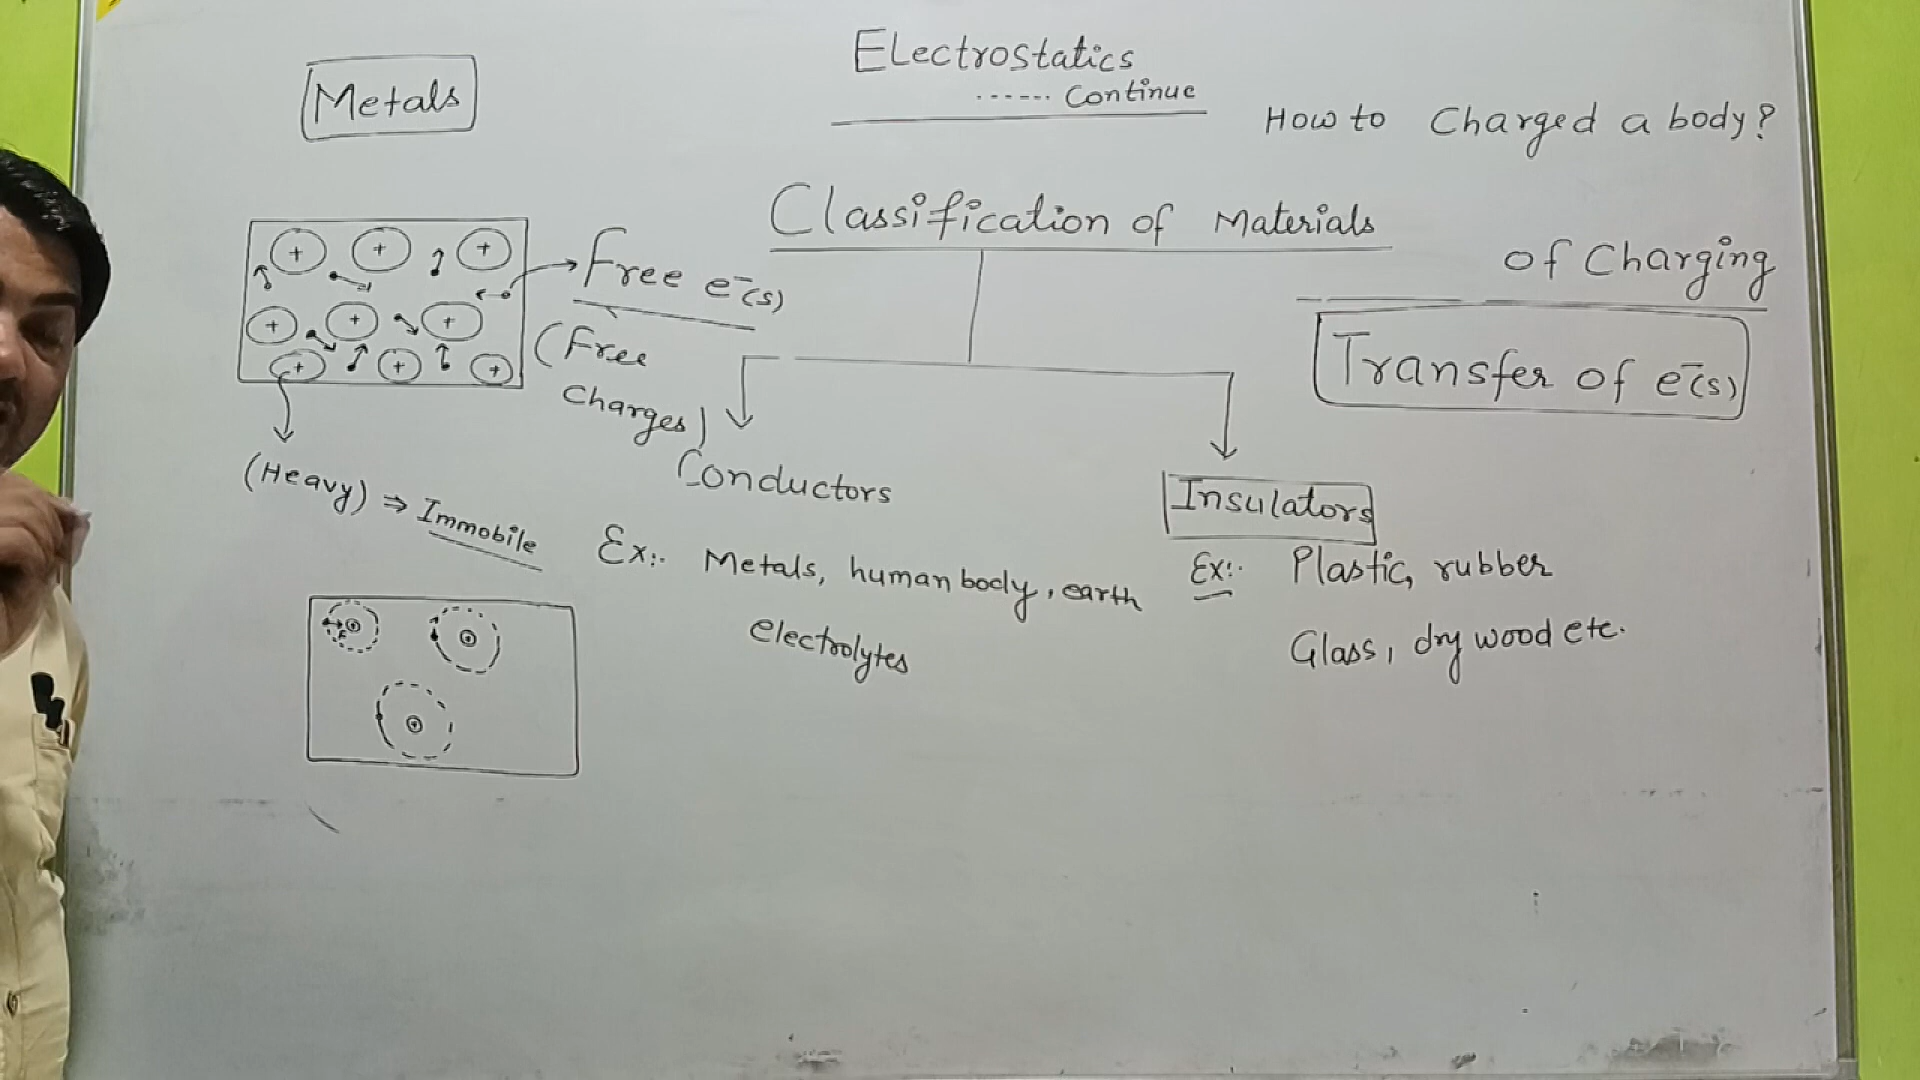 Electrostatics
...... Continue
Metals
How to Charged a body?
Classification of Materials
of Charging
Free e⁻(s)
(Free
Charges)
Transfer of e⁻(s)
+ + +
+ + +
+ + +
(Heavy) ⇒ Immobile
Conductors
Insulators
Ex:- Metals, human body, earth
electrolytes
Ex:- Plastic, rubber
Glass, dry wood etc.
+ +
+